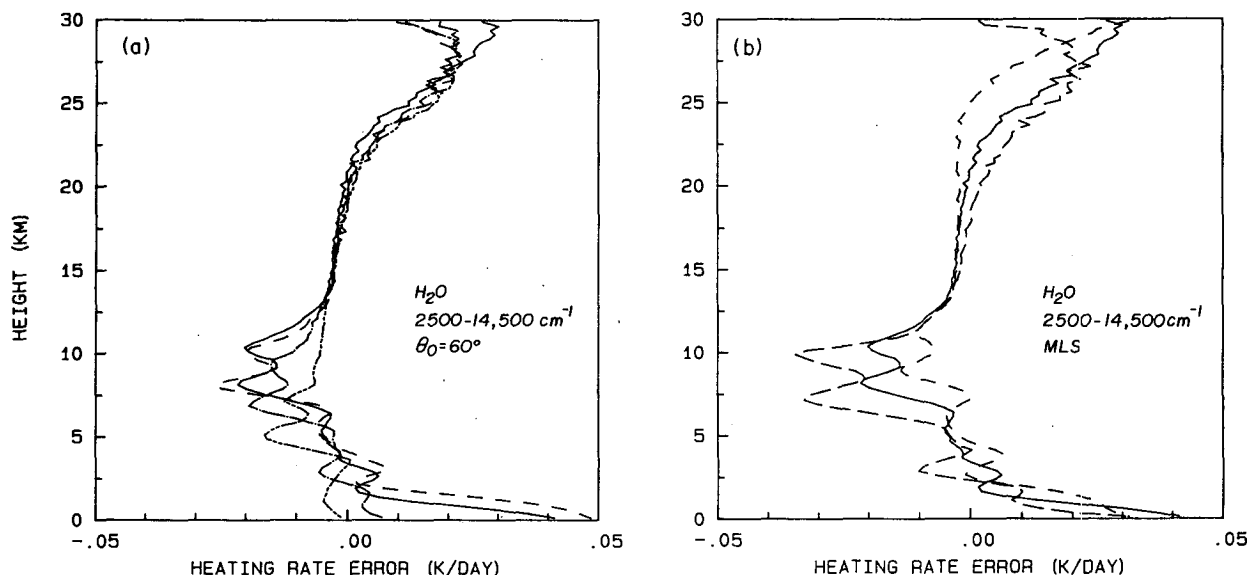 30
(a)
25
20
15
10
5
0
HEIGHT (KM)
H₂O
2500-14,500 cm⁻¹
θ₀=60°
-.05
.00
.05
HEATING RATE ERROR (K/DAY)
30
(b)
25
20
15
10
5
0
H₂O
2500-14,500 cm⁻¹
MLS
-.05
.00
.05
HEATING RATE ERROR (K/DAY)